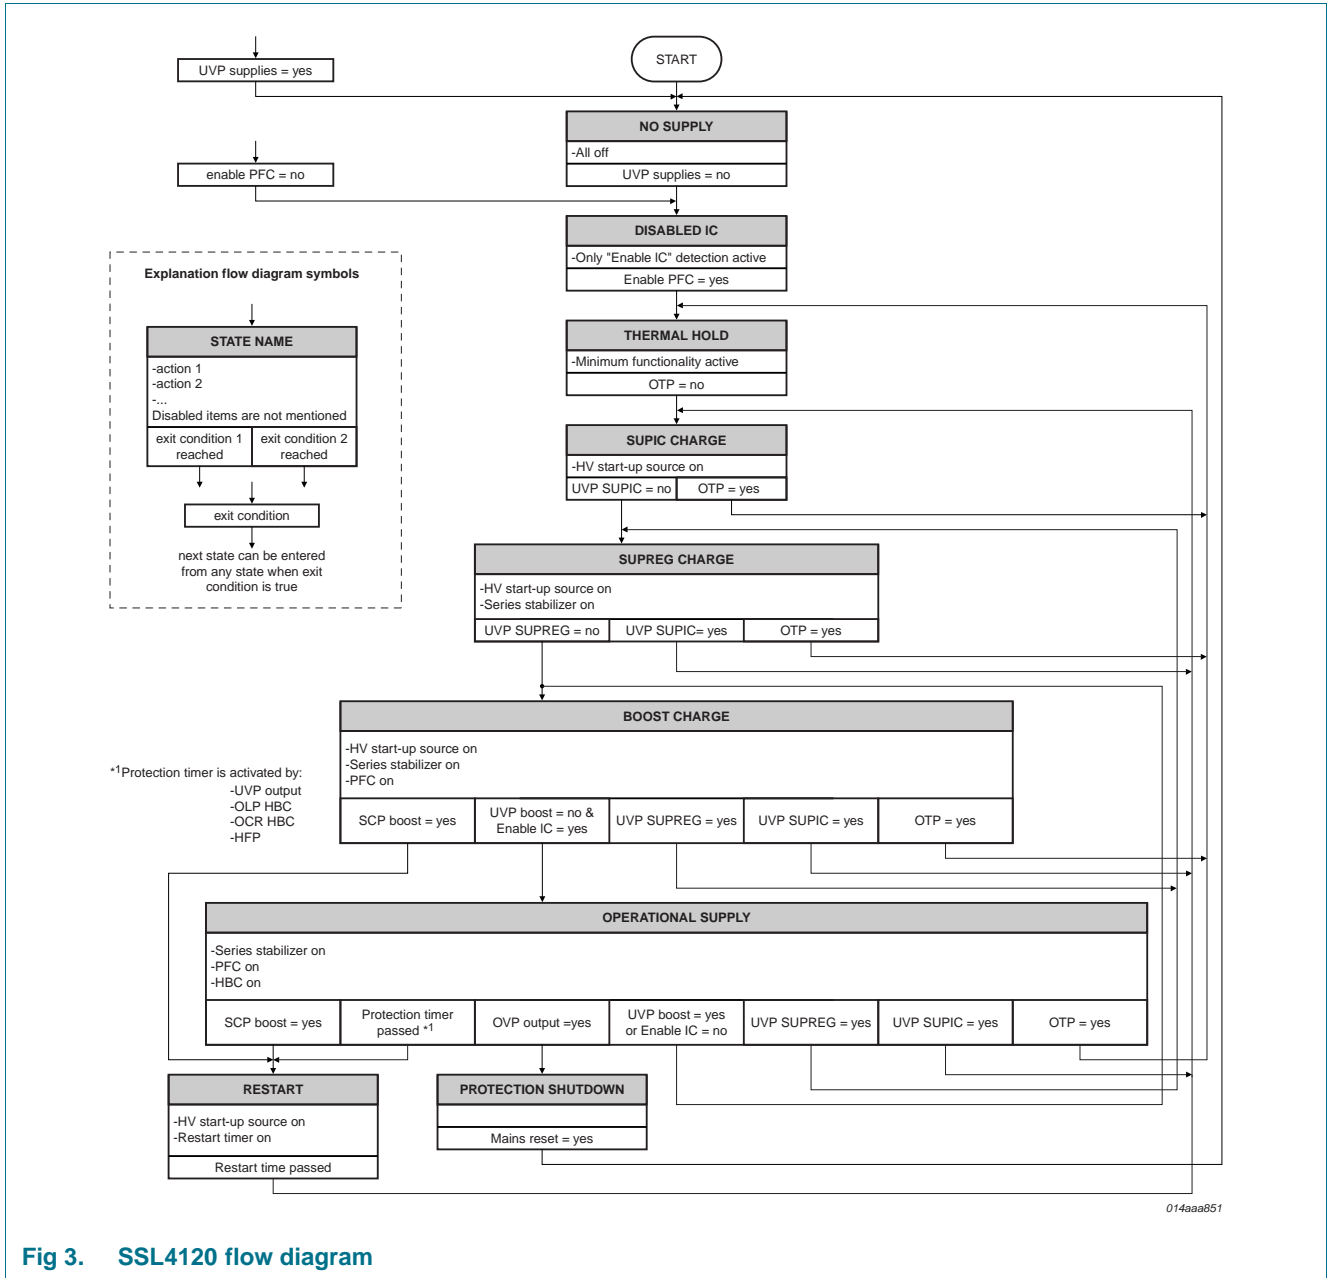 UVP supplies = yes
START
NO SUPPLY
-All off
UVP supplies = no
enable PFC = no
DISABLED IC
-Only "Enable IC" detection active
Enable PFC = yes
Explanation flow diagram symbols
STATE NAME
-action 1
-action 2
-...
Disabled items are not mentioned
exit condition 1
reached
exit condition 2
reached
exit condition
next state can be entered
from any state when exit
condition is true
THERMAL HOLD
-Minimum functionality active
OTP = no
SUPIC CHARGE
-HV start-up source on
UVP SUPIC = no
OTP = yes
SUPREG CHARGE
-HV start-up source on
-Series stabilizer on
UVP SUPREG = no
UVP SUPIC= yes
OTP = yes
BOOST CHARGE
-HV start-up source on
-Series stabilizer on
-PFC on
SCP boost = yes
UVP boost = no &
Enable IC = yes
UVP SUPREG = yes
UVP SUPIC = yes
OTP = yes
*1Protection timer is activated by:
-UVP output
-OLP HBC
-OCR HBC
-HFP
OPERATIONAL SUPPLY
-Series stabilizer on
-PFC on
-HBC on
SCP boost = yes
Protection timer
passed *1
OVP output =yes
UVP boost = yes
or Enable IC = no
UVP SUPREG = yes
UVP SUPIC = yes
OTP = yes
RESTART
-HV start-up source on
-Restart timer on
Restart time passed
PROTECTION SHUTDOWN
Mains reset = yes
014aaa851
Fig 3. SSL4120 flow diagram